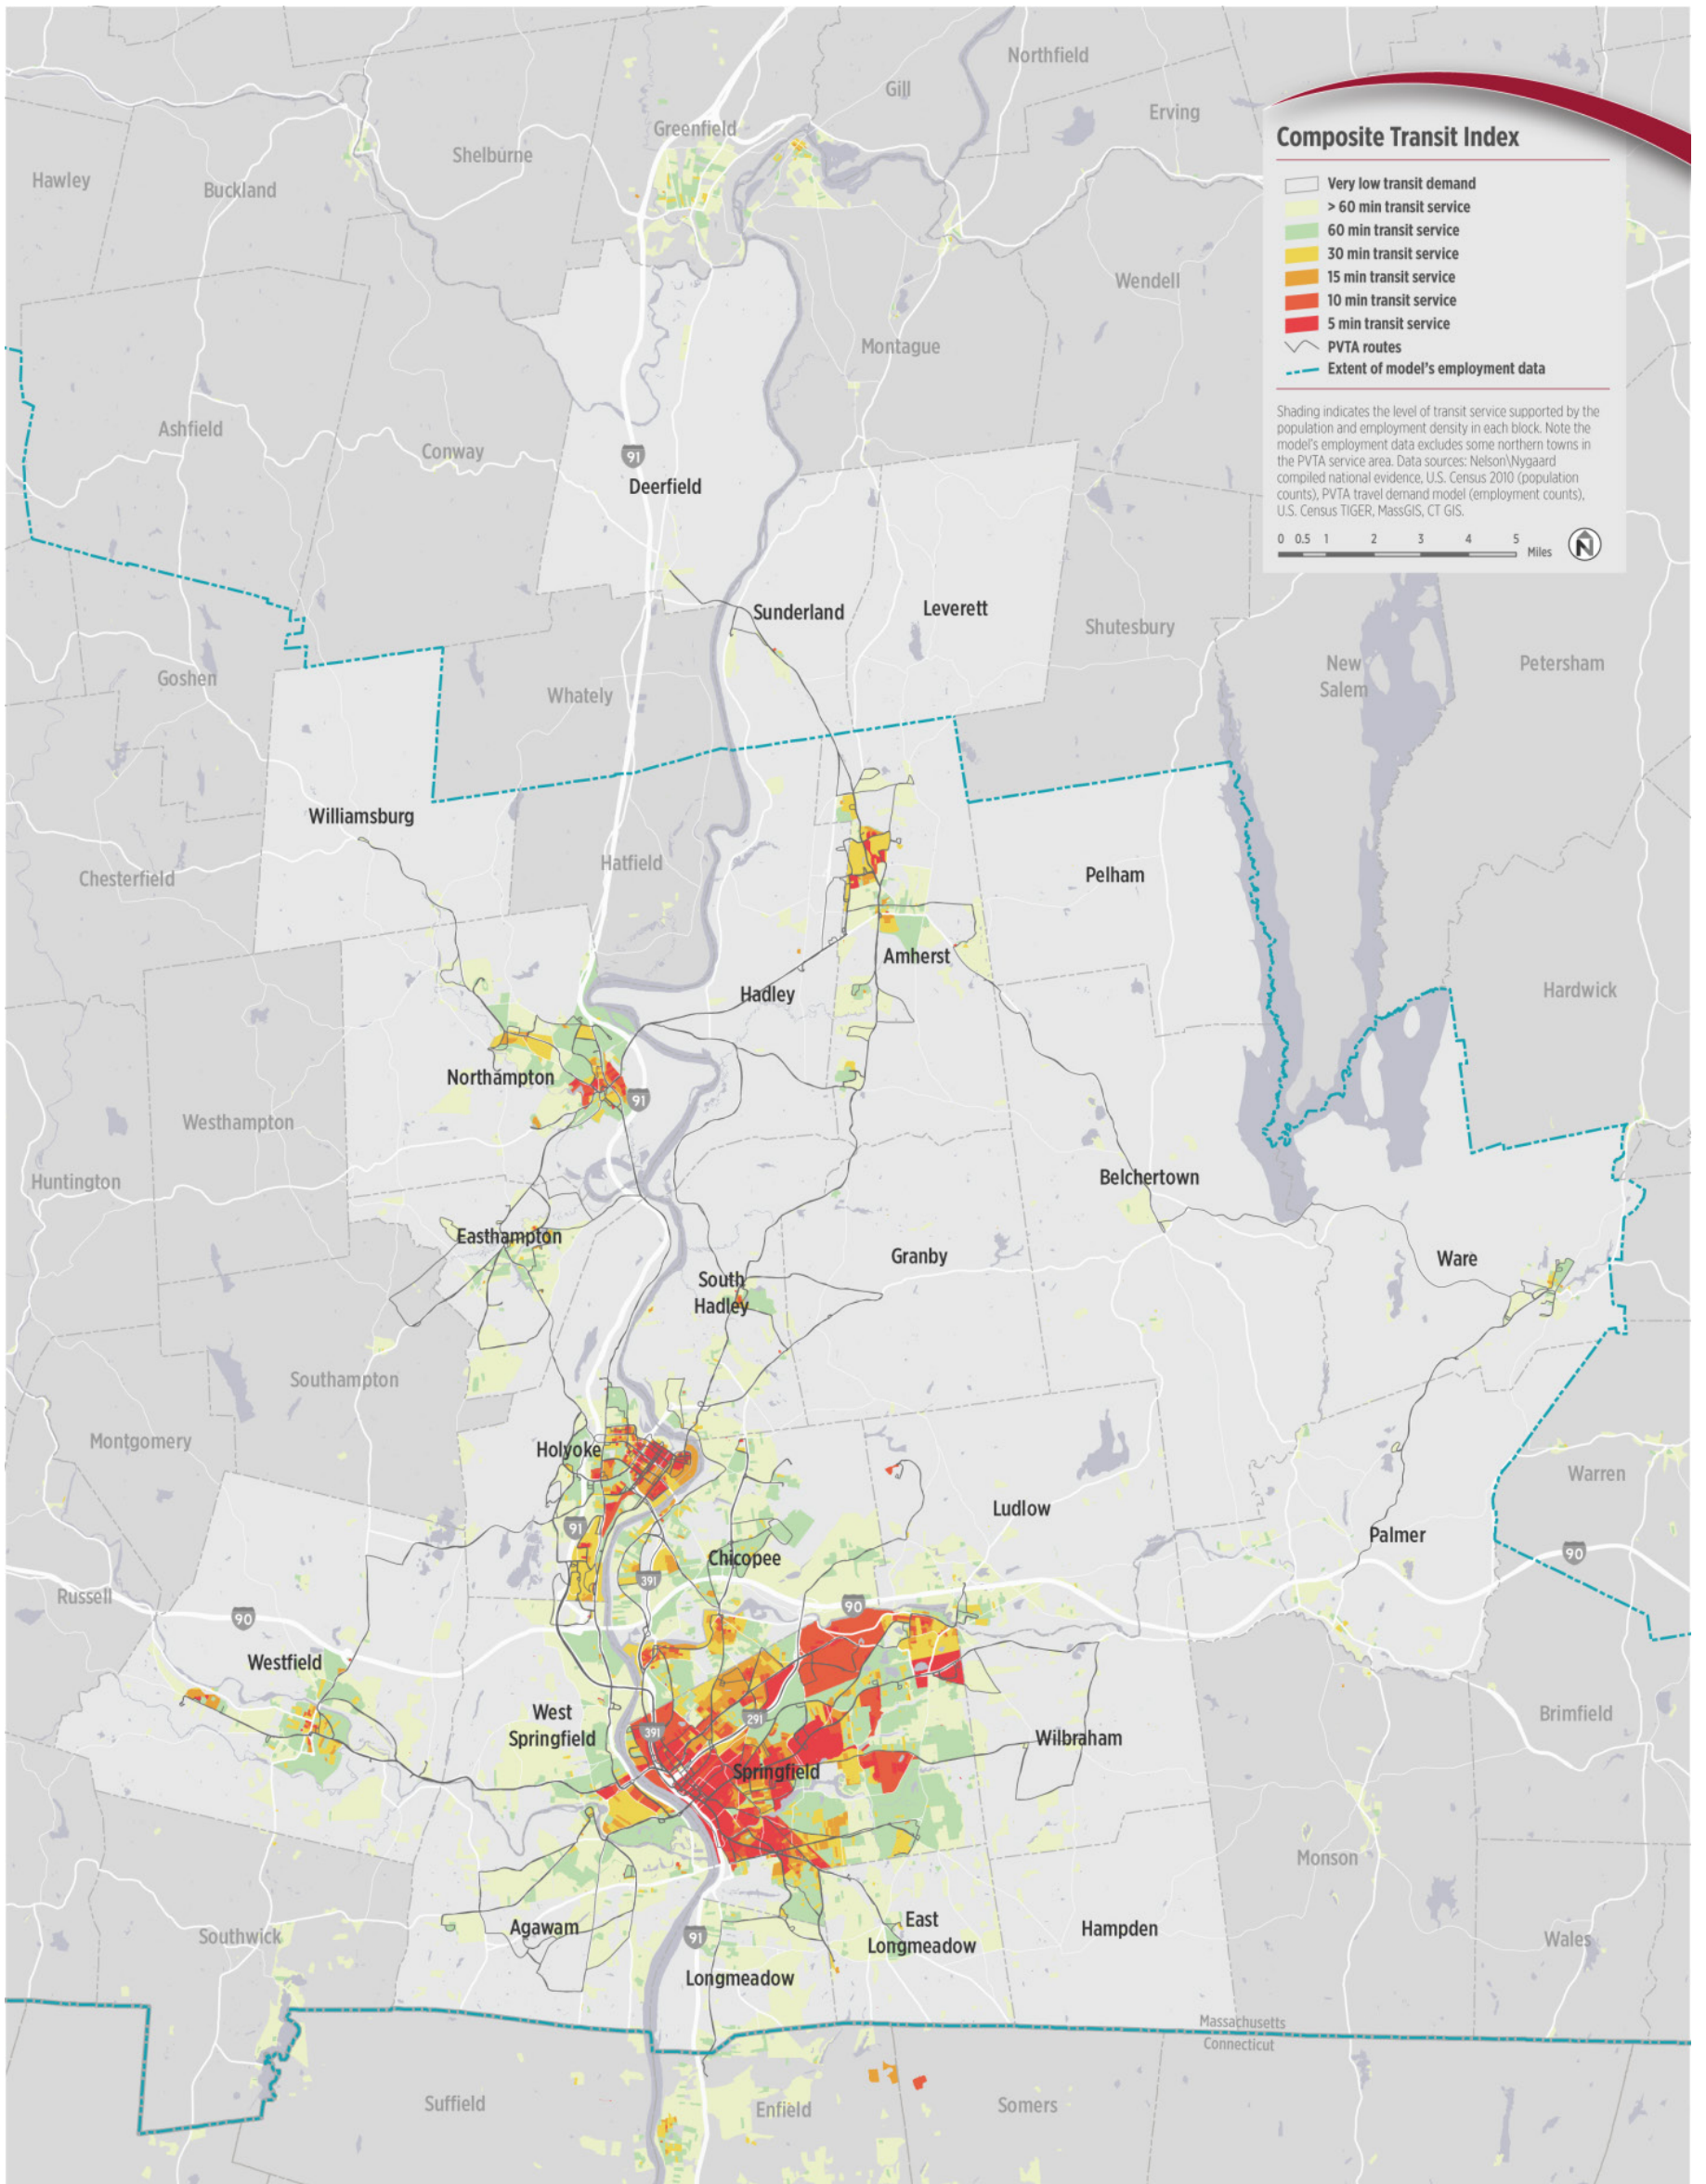 Northfield
Gill
Erving
Greenfield
Composite Transit Index
Shelburne
Hawley
Buckland
Very low transit demand
> 60 min transit service
60 min transit service
30 min transit service
15 min transit service
10 min transit service
5 min transit service
PVTA routes
Extent of model's employment data
Wendell
Montague
Shading indicates the level of transit service supported by the
population and employment density in each block. Note the
model's employment data excludes some northern towns in
the PVTA service area. Data sources: Nelson\Nygaard
compiled national evidence, U.S. Census 2010 (population
counts), PVTA travel demand model (employment counts),
U.S. Census TIGER, MassGIS, CT GIS.
0 0.5 1 2 3 4 5
Miles
N
Ashfield
Conway
91
Deerfield
Sunderland
Leverett
Shutesbury
New
Salem
Petersham
Goshen
Whately
Williamsburg
Hatfield
Chesterfield
Pelham
Amherst
Hadley
Hardwick
Northampton
91
Westhampton
Huntington
Belchertown
Easthampton
Granby
Ware
South
Hadley
Southampton
Montgomery
Holyoke
Warren
Ludlow
91
Palmer
Chicopee
90
391
Russell
90
90
Westfield
West
Springfield
391
291
Brimfield
Wilbraham
Springfield
Monson
Agawam
East
Longmeadow
Hampden
Southwick
91
Wales
Longmeadow
Massachusetts
Connecticut
Suffield
Enfield
Somers